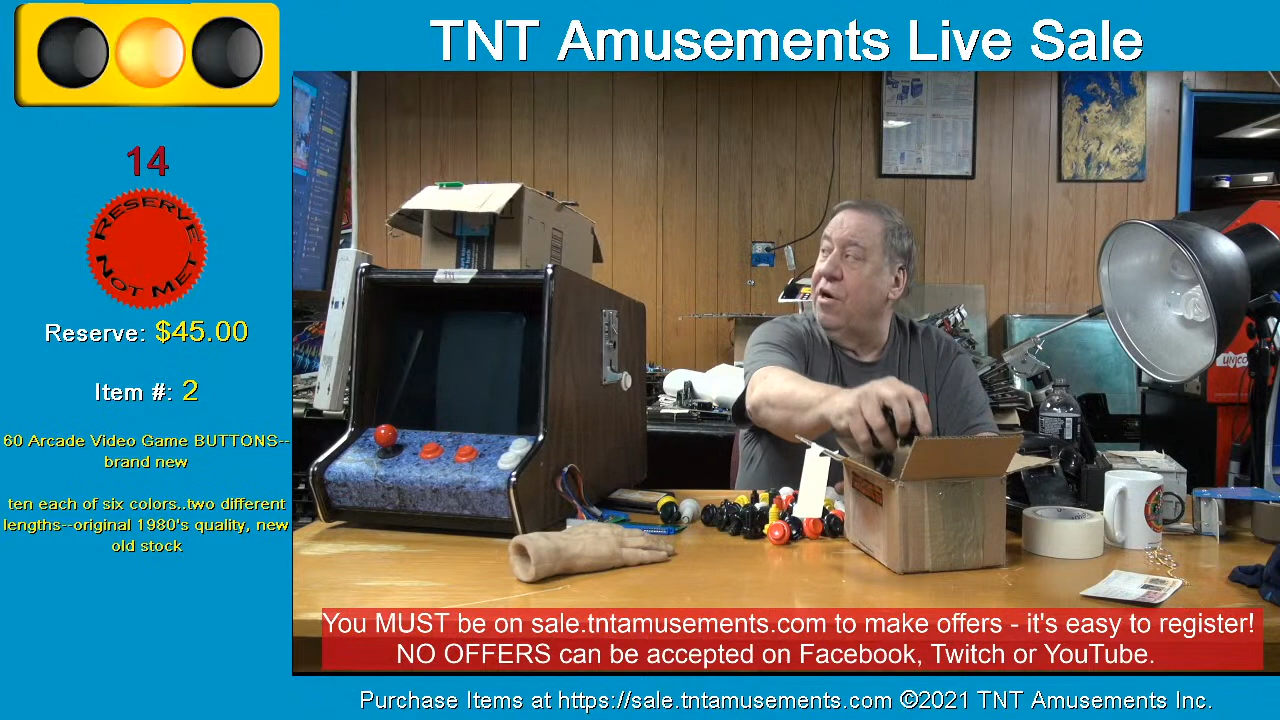 TNT Amusements Live Sale
14
RESERVE
NOT MET
Reserve: $45.00
Item #: 2
60 Arcade Video Game BUTTONS--
brand new
ten each of six colors..two different
lengths--original 1980's quality, new
old stock
You MUST be on sale.tntamusements.com to make offers - it's easy to register!
NO OFFERS can be accepted on Facebook, Twitch or YouTube.
Purchase Items at https://sale.tntamusements.com ©2021 TNT Amusements Inc.